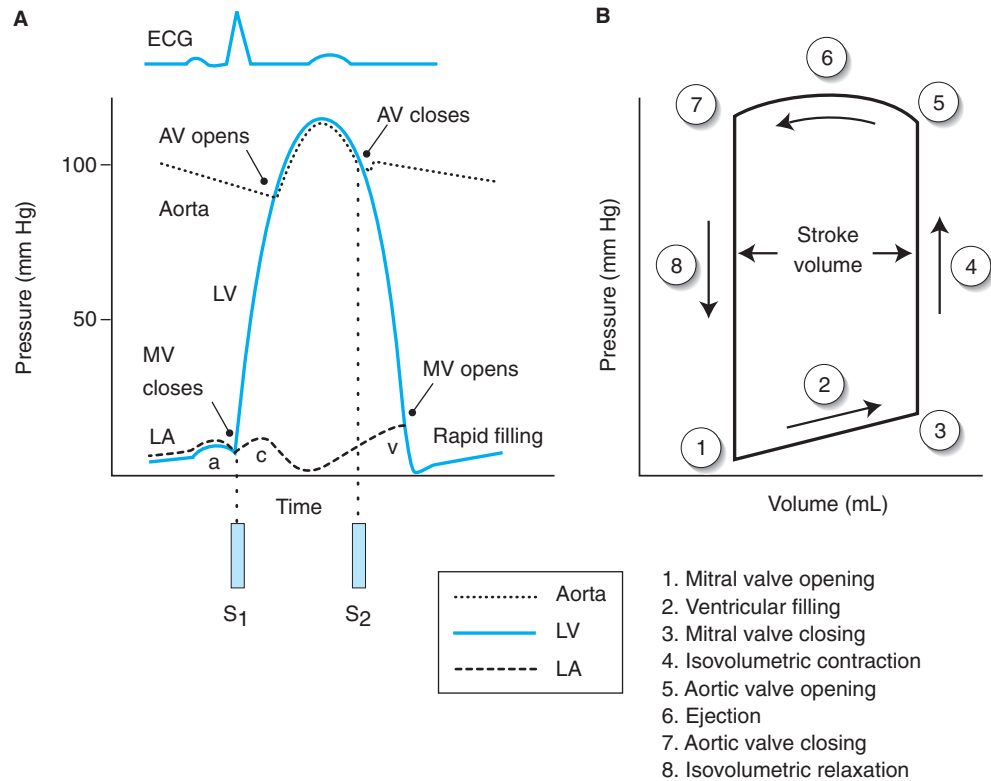 A
ECG
AV opens
AV closes
100
Aorta
Pressure (mm Hg)
LV
50
MV
closes
MV opens
LA
a
c
v
Rapid filling
Time
S1
S2
Aorta
LV
LA
B
6
7
5
Pressure (mm Hg)
Stroke
volume
8
4
2
1
3
Volume (mL)
1. Mitral valve opening
2. Ventricular filling
3. Mitral valve closing
4. Isovolumetric contraction
5. Aortic valve opening
6. Ejection
7. Aortic valve closing
8. Isovolumetric relaxation